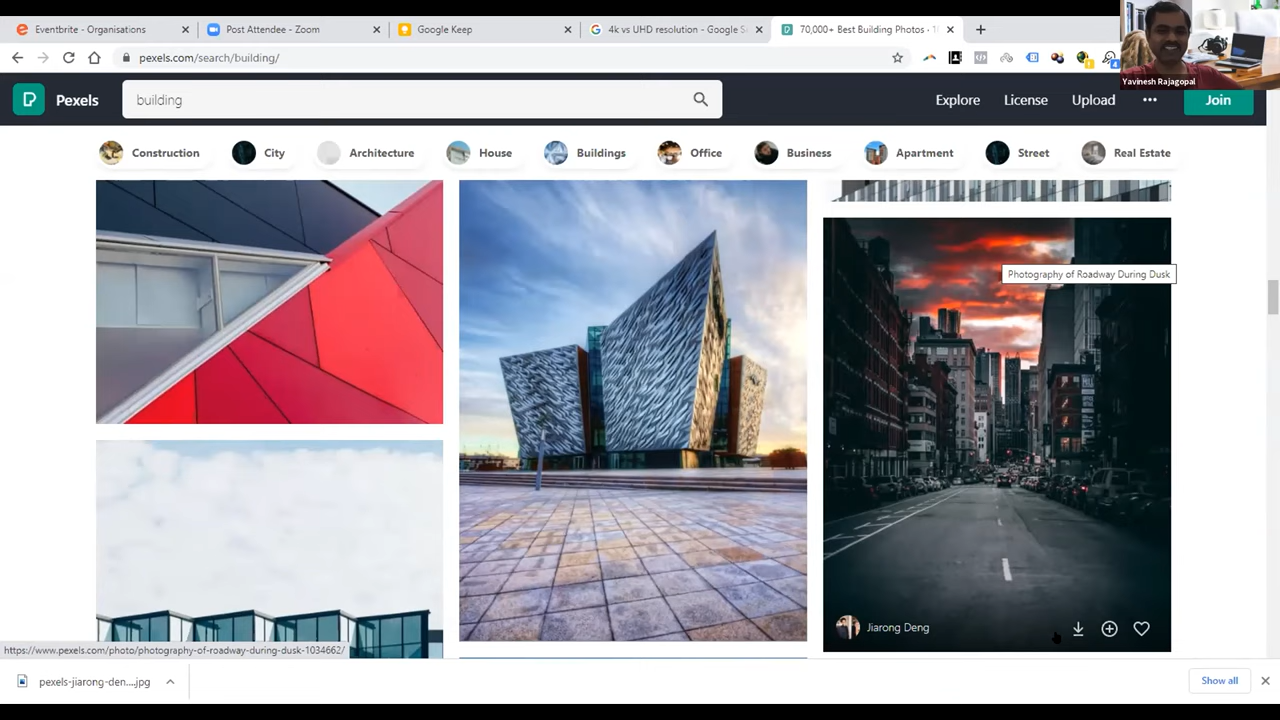 Eventbrite - Organisations
Post Attendee - Zoom
Google Keep
4k vs UHD resolution - Google S
70,000+ Best Building Photos · 1
pexels.com/search/building/
Yavinesh Rajagopal
Pexels
building
Explore
License
Upload
Join
Construction
City
Architecture
House
Buildings
Office
Business
Apartment
Street
Real Estate
Photography of Roadway During Dusk
Jiarong Deng
https://www.pexels.com/photo/photography-of-roadway-during-dusk-1034662/
pexels-jiarong-den....jpg
Show all